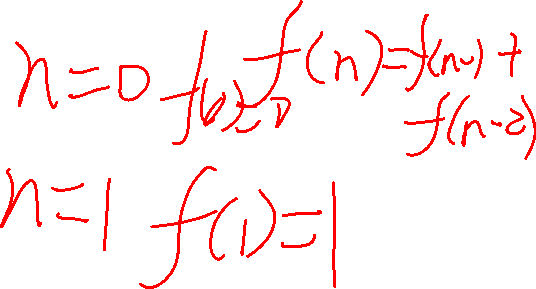 n=0 f(0)=0 f(n)=f(n-1)+
f(n-2)
n=1 f(1)=1